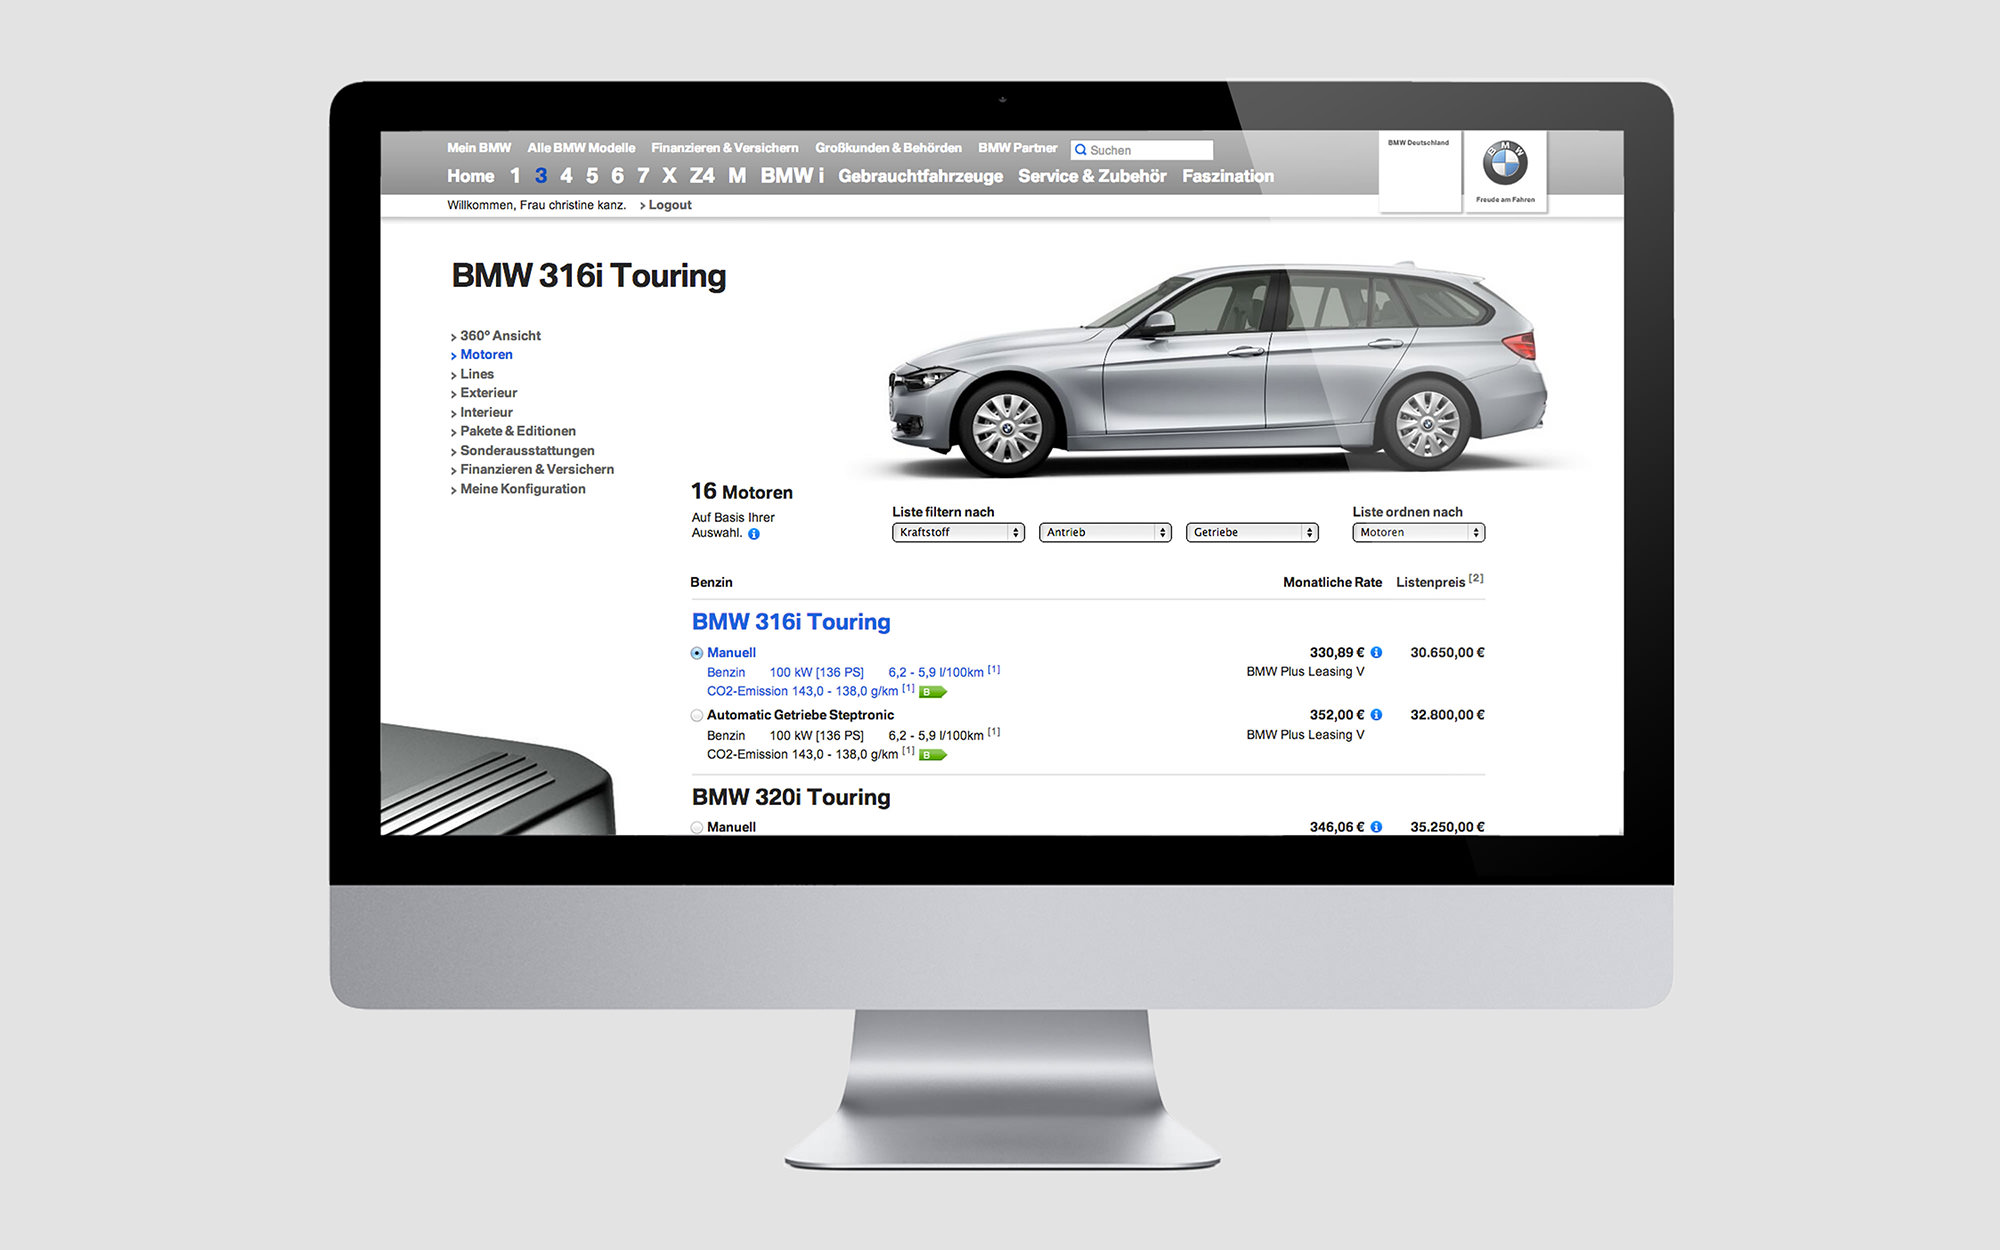 Mein BMW Alle BMW Modelle Finanzieren & Versichern Großkunden & Behörden BMW Partner Suchen
Home 1 3 4 5 6 7 X Z4 M BMW i Gebrauchtfahrzeuge Service & Zubehör Faszination
BMW Deutschland
BMW
Freude am Fahren
Willkommen, Frau christine kanz. › Logout
BMW 316i Touring
› 360° Ansicht
› Motoren
› Lines
› Exterieur
› Interieur
› Pakete & Editionen
› Sonderausstattungen
› Finanzieren & Versichern
› Meine Konfiguration
16 Motoren
Auf Basis Ihrer
Auswahl. i
Liste filtern nach Liste ordnen nach
Kraftstoff Antrieb Getriebe Motoren
Benzin Monatliche Rate Listenpreis [2]
BMW 316i Touring
Manuell 330,89 € i 30.650,00 €
Benzin 100 kW [136 PS] 6,2 - 5,9 l/100km [1] BMW Plus Leasing V
CO2-Emission 143,0 - 138,0 g/km [1] B
Automatic Getriebe Steptronic 352,00 € i 32.800,00 €
Benzin 100 kW [136 PS] 6,2 - 5,9 l/100km [1] BMW Plus Leasing V
CO2-Emission 143,0 - 138,0 g/km [1] B
BMW 320i Touring
Manuell 346,06 € i 35.250,00 €